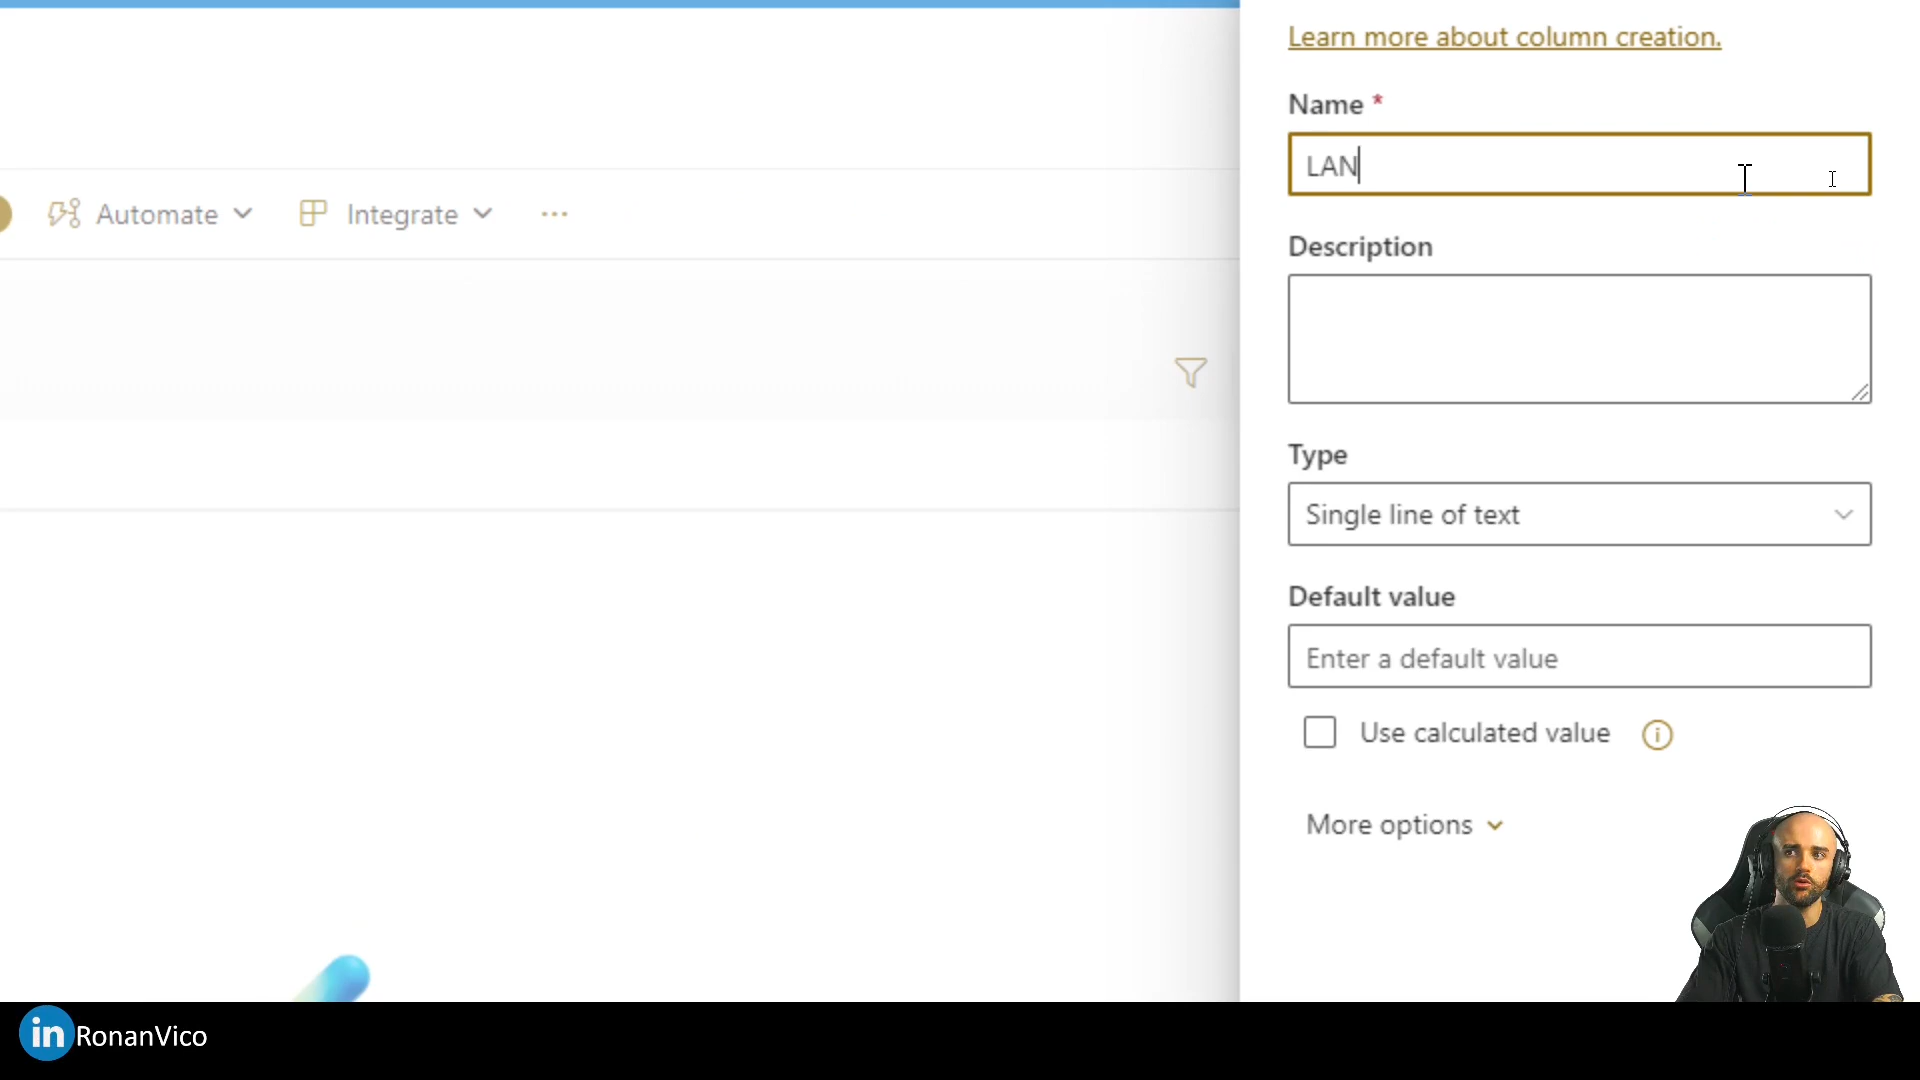 Learn more about column creation.
Name *
LAN
Automate
Integrate
Description
Type
Single line of text
Default value
Enter a default value
Use calculated value
More options
in RonanVico